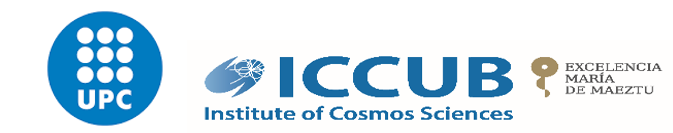 UPC
ICCUB
Institute of Cosmos Sciences
EXCELENCIA
MARÍA
DE MAEZTU